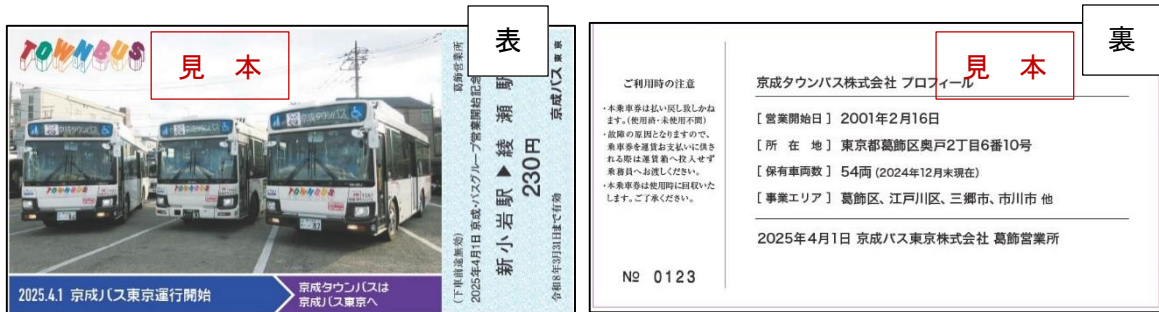 TOWNBUS
見 本
表
2025.4.1 京成バス東京運行開始
京成タウンバスは
京成バス東京へ
(下車前途無効)
葛飾営業所
2025年4月1日 京成バスグループ営業開始記念
新小岩駅 ▶ 綾瀬駅
230円
令和8年3月31日まで有効
京成バス東京
裏
見 本
ご利用時の注意
・本乗車券は払い戻し致しかね
ます。(使用済・未使用不問)
・故障の原因となりますので、
乗車券を運賃お支払いに供さ
れる際は運賃箱へ投入せず
乗務員へお渡しください。
・本乗車券は使用時に回収いた
します。ご了承ください。
№ 0123
京成タウンバス株式会社 プロフィール
[ 営業開始日 ] 2001年2月16日
[ 所 在 地 ] 東京都葛飾区奥戸2丁目6番10号
[ 保有車両数 ] 54両 (2024年12月末現在)
[ 事業エリア ] 葛飾区、江戸川区、三郷市、市川市 他
2025年4月1日 京成バス東京株式会社 葛飾営業所